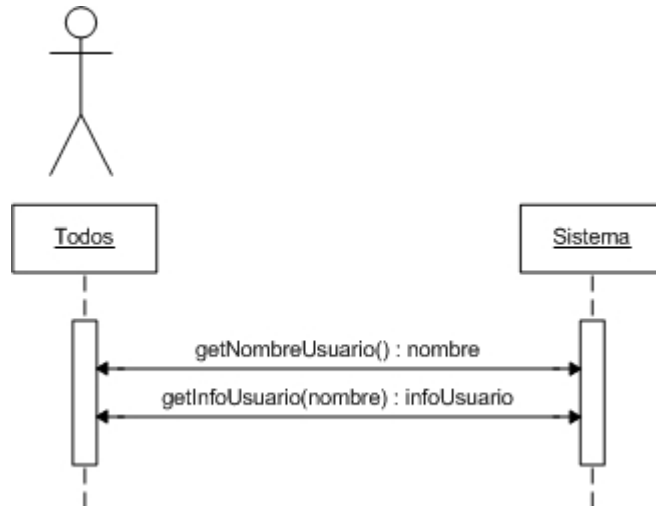 Todos
Sistema
getNombreUsuario() : nombre
getInfoUsuario(nombre) : infoUsuario